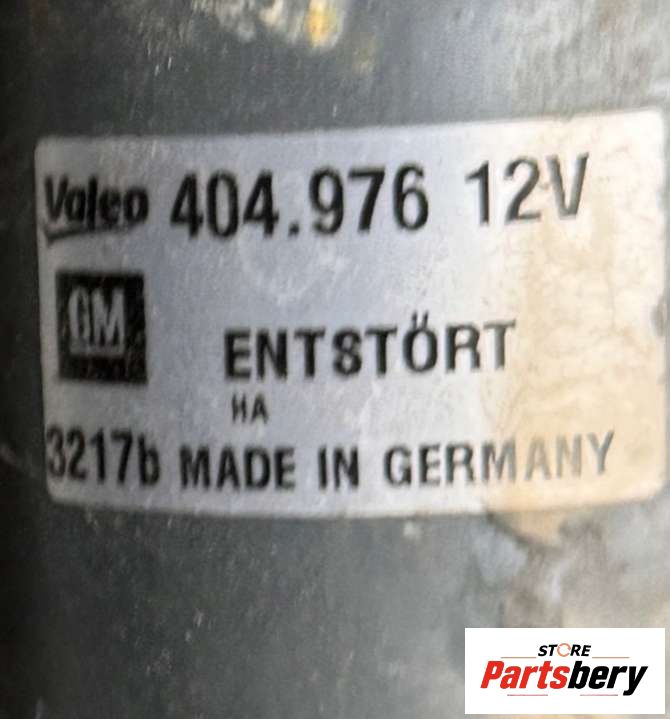 Valeo 404.976 12V
GM
ENTSTÖRT
HA
3217b MADE IN GERMANY
STORE
Partsbery